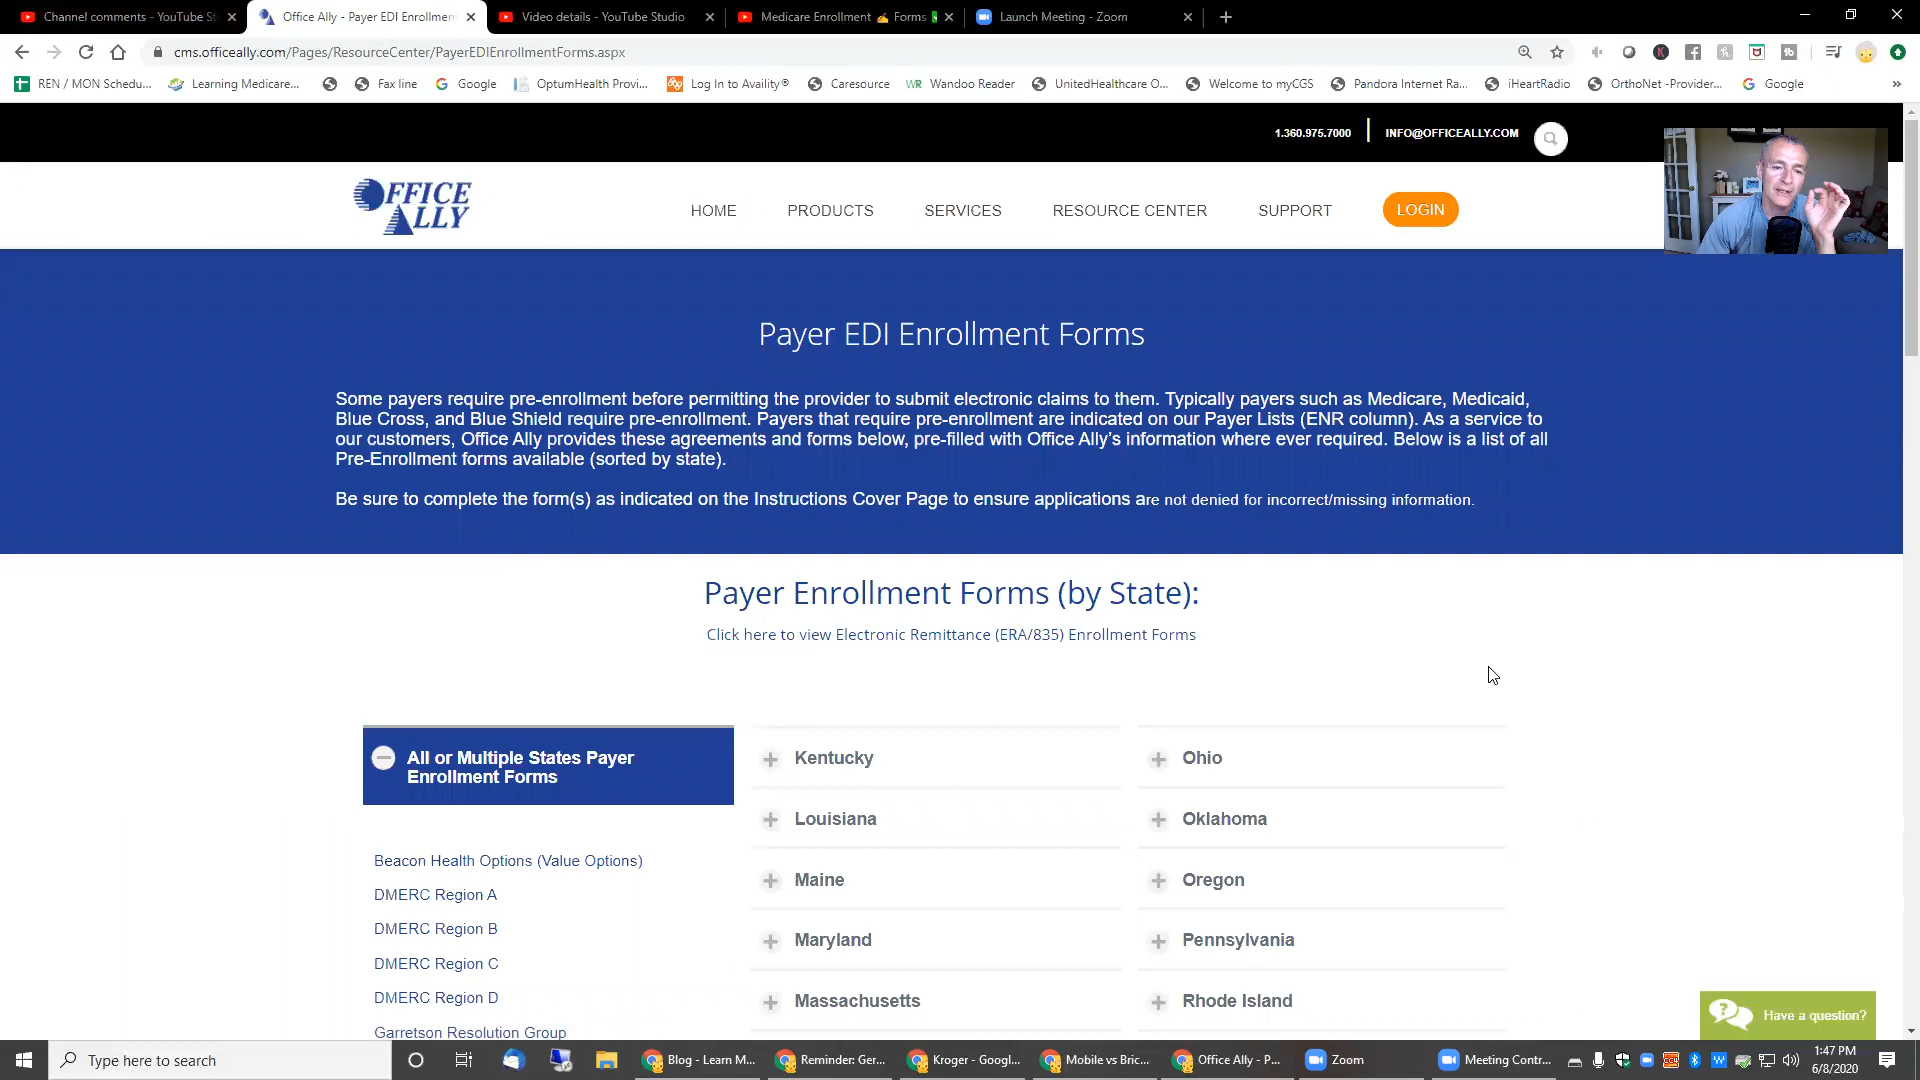 Channel comments - YouTube St
Office Ally - Payer EDI Enrollment
Video details - YouTube Studio
Medicare Enrollment ✍ Forms
Launch Meeting - Zoom
cms.officeally.com/Pages/ResourceCenter/PayerEDIEnrollmentForms.aspx
REN / MON Schedu...
Learning Medicare...
Fax line
Google
OptumHealth Provi...
Log In to Availity®
Caresource
WR Wandoo Reader
UnitedHealthcare O...
Welcome to myCGS
Pandora Internet Ra...
iHeartRadio
OrthoNet -Provider...
Google
»
1.360.975.7000
INFO@OFFICEALLY.COM
OFFICE
ALLY
HOME
PRODUCTS
SERVICES
RESOURCE CENTER
SUPPORT
LOGIN
Payer EDI Enrollment Forms
Some payers require pre-enrollment before permitting the provider to submit electronic claims to them. Typically payers such as Medicare, Medicaid,
Blue Cross, and Blue Shield require pre-enrollment. Payers that require pre-enrollment are indicated on our Payer Lists (ENR column). As a service to
our customers, Office Ally provides these agreements and forms below, pre-filled with Office Ally's information where ever required. Below is a list of all
Pre-Enrollment forms available (sorted by state).
Be sure to complete the form(s) as indicated on the Instructions Cover Page to ensure applications are not denied for incorrect/missing information.
Payer Enrollment Forms (by State):
Click here to view Electronic Remittance (ERA/835) Enrollment Forms
All or Multiple States Payer
Enrollment Forms
Beacon Health Options (Value Options)
DMERC Region A
DMERC Region B
DMERC Region C
DMERC Region D
Garretson Resolution Group
Kentucky
Louisiana
Maine
Maryland
Massachusetts
Ohio
Oklahoma
Oregon
Pennsylvania
Rhode Island
Have a question?
Type here to search
Blog - Learn M...
Reminder: Ger...
Kroger - Googl...
Mobile vs Bric...
Office Ally - P...
Zoom
Meeting Contr...
1:47 PM
6/8/2020